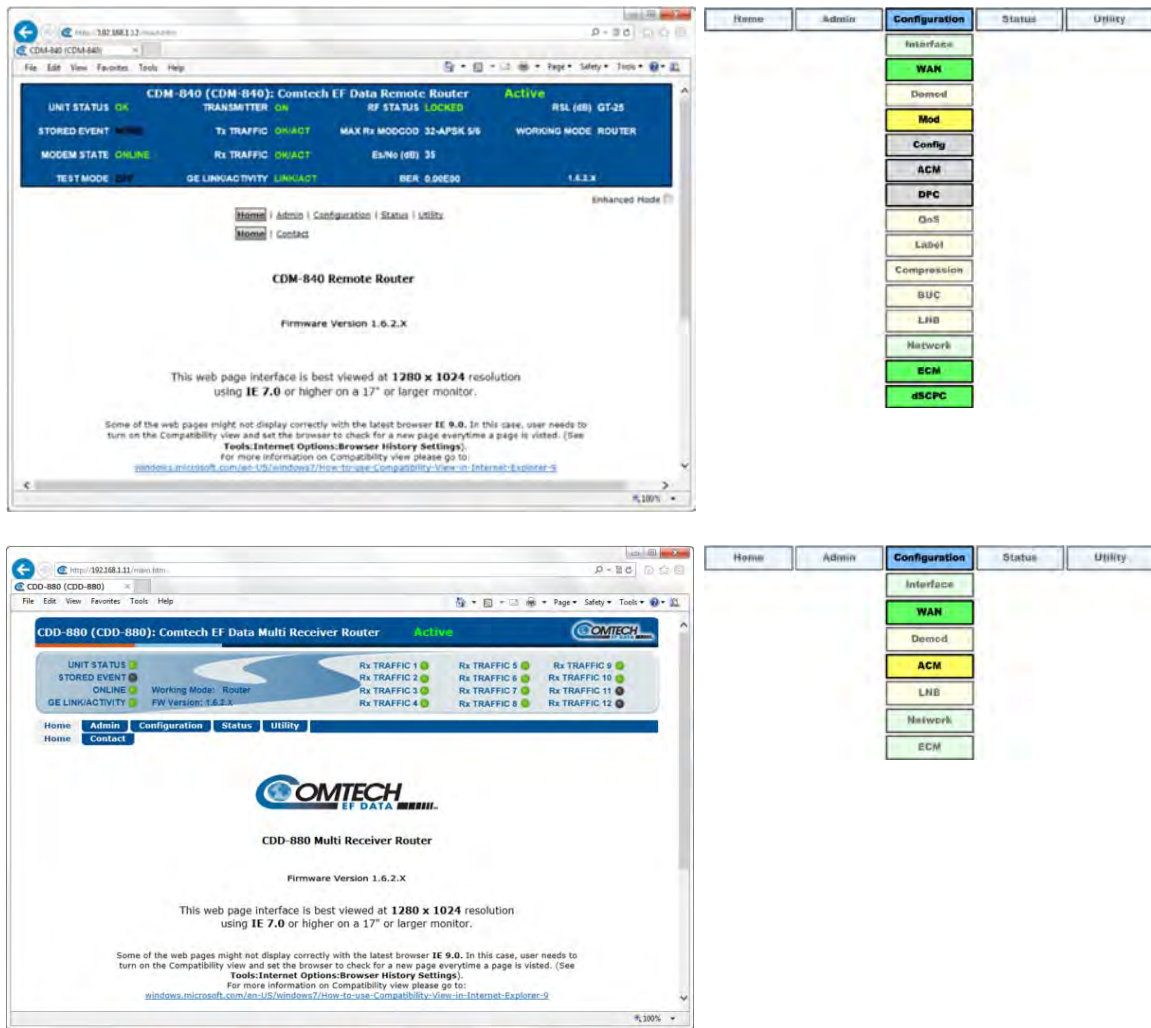 http://192.168.1.12/main.htm
CDM-840 (CDM-840)
File Edit View Favorites Tools Help
Page Safety Tools
CDM-840 (CDM-840): Comtech EF Data Remote Router Active
UNIT STATUS OK TRANSMITTER ON RF STATUS LOCKED RSL (dB) GT-25
STORED EVENT Tx TRAFFIC OK/ACT MAX Rx MODCOD 32-APSK 5/6 WORKING MODE ROUTER
MODEM STATE ONLINE Rx TRAFFIC OK/ACT Es/No (dB) 35
TEST MODE OFF GE LINK/ACTIVITY LINK/ACT BER 0.00E00 1.6.2.X
Enhanced Mode
Home | Admin | Configuration | Status | Utility
Home | Contact
CDM-840 Remote Router
Firmware Version 1.6.2.X
This web page interface is best viewed at 1280 x 1024 resolution
using IE 7.0 or higher on a 17" or larger monitor.
Some of the web pages might not display correctly with the latest browser IE 9.0. In this case, user needs to
turn on the Compatibility view and set the browser to check for a new page everytime a page is visted. (See
Tools:Internet Options:Browser History Settings).
For more information on Compatibility view please go to:
windows.microsoft.com/en-US/windows7/How-to-use-Compatibility-View-in-Internet-Explorer-9
100%
Home Admin Configuration Status Utility
Interface
WAN
Demod
Mod
Config
ACM
DPC
QoS
Label
Compression
BUC
LNB
Network
ECM
dSCPC
http://192.168.1.11/main.htm
CDD-880 (CDD-880)
File Edit View Favorites Tools Help
Page Safety Tools
CDD-880 (CDD-880): Comtech EF Data Multi Receiver Router Active
COMTECH
EF DATA
UNIT STATUS Rx TRAFFIC 1 Rx TRAFFIC 5 Rx TRAFFIC 9
STORED EVENT Rx TRAFFIC 2 Rx TRAFFIC 6 Rx TRAFFIC 10
ONLINE Working Mode: Router Rx TRAFFIC 3 Rx TRAFFIC 7 Rx TRAFFIC 11
GE LINK/ACTIVITY FW Version: 1.6.2.X Rx TRAFFIC 4 Rx TRAFFIC 8 Rx TRAFFIC 12
Home Admin Configuration Status Utility
Home Contact
COMTECH
EF DATA
CDD-880 Multi Receiver Router
Firmware Version 1.6.2.X
This web page interface is best viewed at 1280 x 1024 resolution
using IE 7.0 or higher on a 17" or larger monitor.
Some of the web pages might not display correctly with the latest browser IE 9.0. In this case, user needs to
turn on the Compatibility view and set the browser to check for a new page everytime a page is visted. (See
Tools:Internet Options:Browser History Settings).
For more information on Compatibility view please go to:
windows.microsoft.com/en-US/windows7/How-to-use-Compatibility-View-in-Internet-Explorer-9
100%
Home Admin Configuration Status Utility
Interface
WAN
Demod
ACM
LNB
Network
ECM